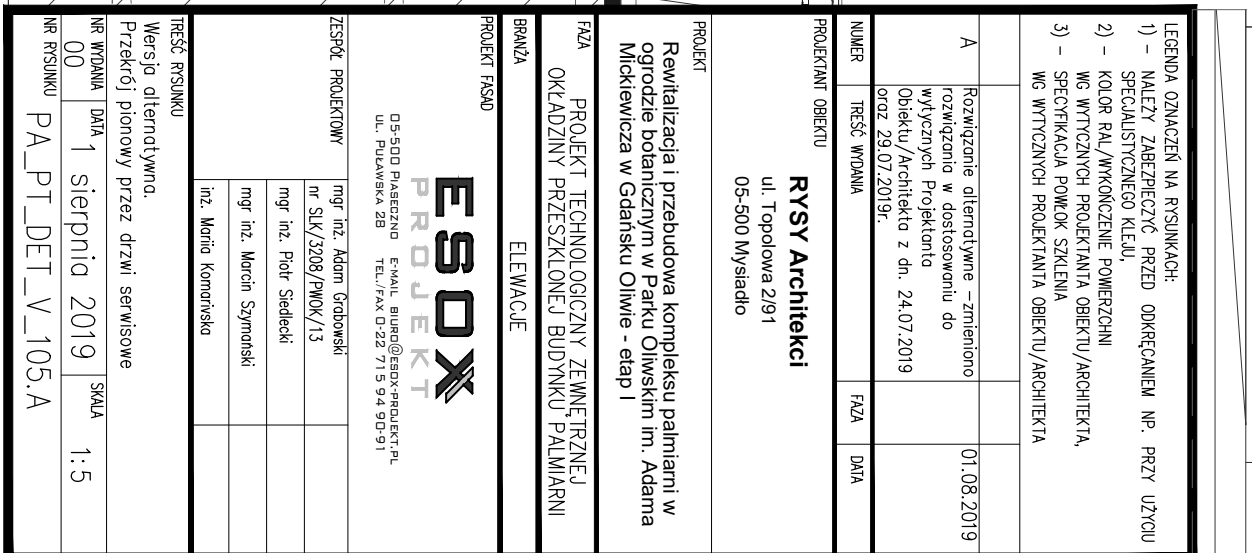 LEGENDA OZNACZEŃ NA RYSUNKACH:
1) – NALEŻY ZABEZPIECZYĆ PRZED ODKRĘCANIEM NP. PRZY UŻYCIU
SPECJALISTYCZNEGO KLEJU,
2) – KOLOR RAL/WYKOŃCZENIE POWIERZCHNI
WG WYTYCZNYCH PROJEKTANTA OBIEKTU/ARCHITEKTA,
3) – SPECYFIKACJA POWŁOK SZKLENIA
WG WYTYCZNYCH PROJEKTANTA OBIEKTU/ARCHITEKTA
A
Rozwiązanie alternatywne –zmieniono
rozwiązania w dostosowaniu do
wytycznych Projektanta
Obiektu/Architekta z dn. 24.07.2019
oraz 29.07.2019r.
01.08.2019
NUMER TREŚĆ WYDANIA FAZA DATA
PROJEKTANT OBIEKTU
RYSY Architekci
ul. Topolowa 2/91
05-500 Mysiadło
PROJEKT
Rewitalizacja i przebudowa kompleksu palmiarni w
ogrodzie botanicznym w Parku Oliwskim im. Adama
Mickiewicza w Gdańsku Oliwie - etap I
FAZA
PROJEKT TECHNOLOGICZNY ZEWNĘTRZNEJ
OKŁADZINY PRZESZKLONEJ BUDYNKU PALMIARNI
BRANŻA
ELEWACJE
PROJEKT FASAD
ESOX
PROJEKT
05-500 PIASECZNO E-MAIL BIURO@ESOX-PROJEKT.PL
UL. PUŁAWSKA 28 TEL./FAX 0-22 715 94 90-91
ZESPÓŁ PROJEKTOWY
mgr inż. Adam Grabowski
nr SLK/3208/PWOK/13
mgr inż. Piotr Siedlecki
mgr inż. Marcin Szymański
inż. Mariia Komarivska
TREŚĆ RYSUNKU
Wersja alternatywna.
Przekrój pionowy przez drzwi serwisowe
NR WYDANIA DATA SKALA
00 1 sierpnia 2019 1:5
NR RYSUNKU
PA_PT_DET_V_105.A